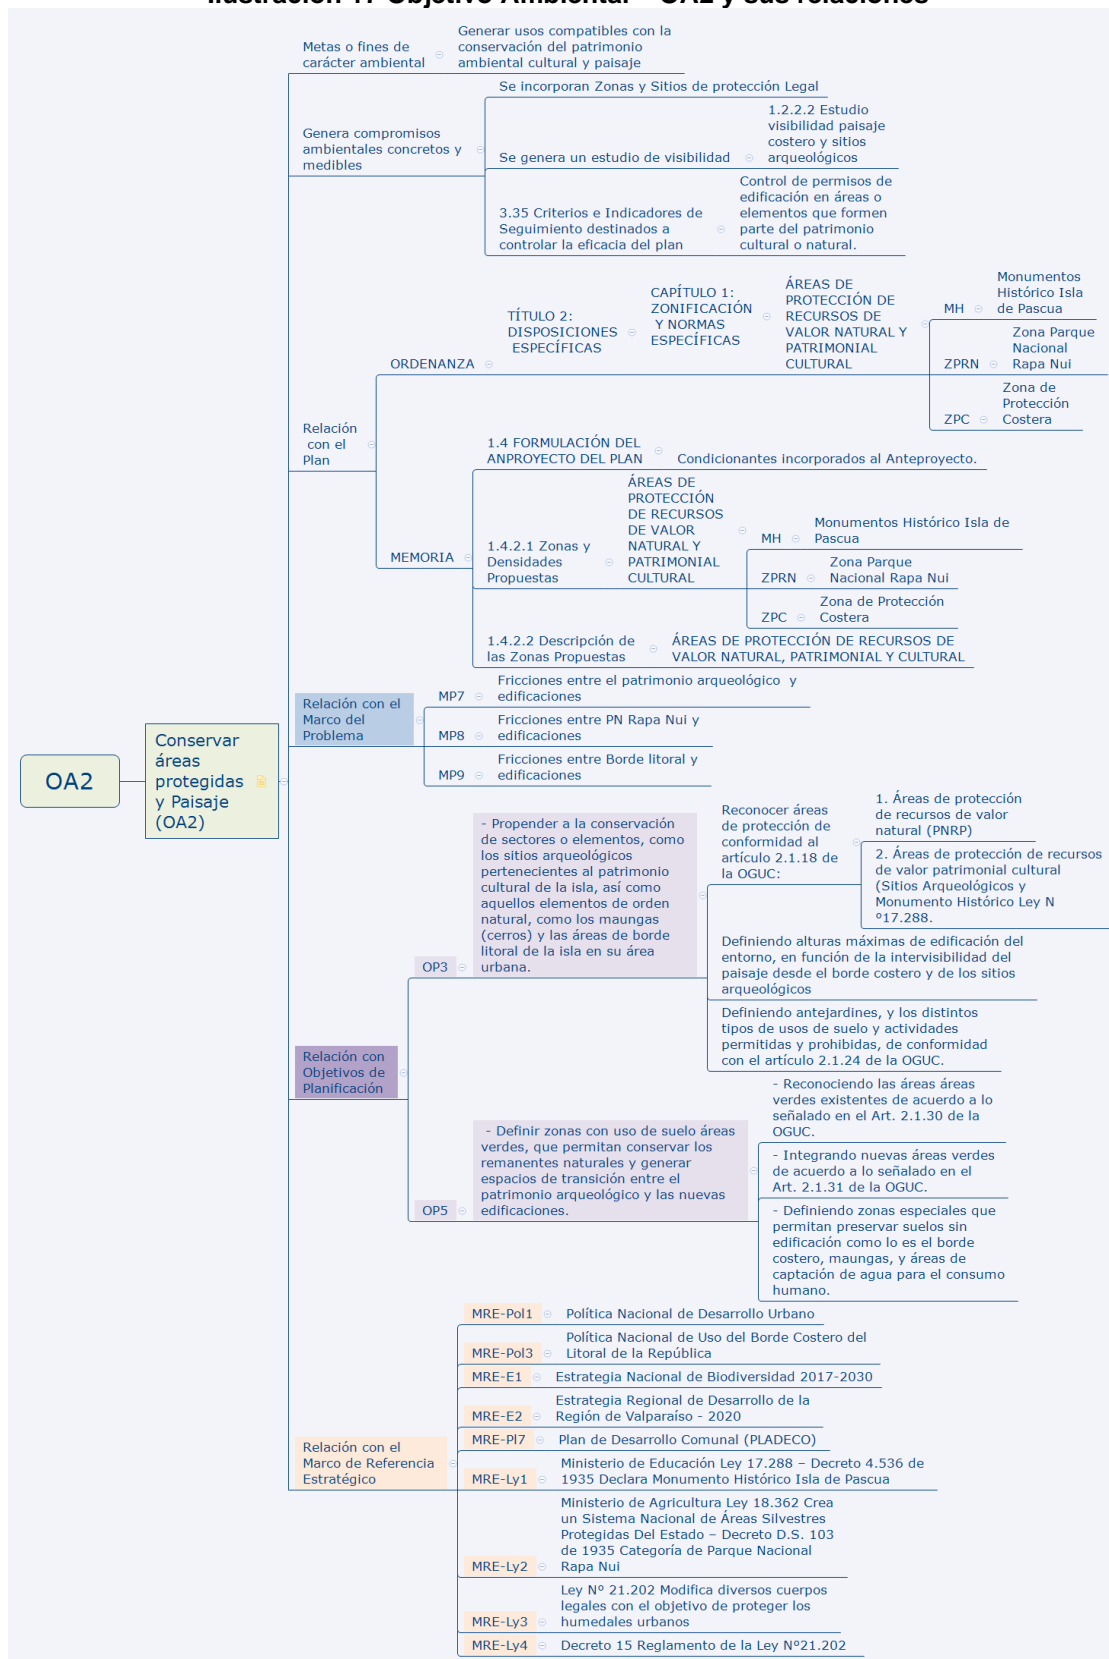 OA2
Conservar
áreas
protegidas
y Paisaje
(OA2)
Metas o fines de
carácter ambiental
Generar usos compatibles con la
conservación del patrimonio
ambiental cultural y paisaje
Genera compromisos
ambientales concretos y
medibles
Se incorporan Zonas y Sitios de protección Legal
Se genera un estudio de visibilidad
1.2.2.2 Estudio
visibilidad paisaje
costero y sitios
arqueológicos
3.35 Criterios e Indicadores de
Seguimiento destinados a
controlar la eficacia del plan
Control de permisos de
edificación en áreas o
elementos que formen
parte del patrimonio
cultural o natural.
Relación
con el
Plan
ORDENANZA
TÍTULO 2:
DISPOSICIONES
ESPECÍFICAS
CAPÍTULO 1:
ZONIFICACIÓN
Y NORMAS
ESPECÍFICAS
ÁREAS DE
PROTECCIÓN DE
RECURSOS DE
VALOR NATURAL Y
PATRIMONIAL
CULTURAL
MH
Monumentos
Histórico Isla
de Pascua
ZPRN
Zona Parque
Nacional
Rapa Nui
ZPC
Zona de
Protección
Costera
MEMORIA
1.4 FORMULACIÓN DEL
ANPROYECTO DEL PLAN
Condicionantes incorporados al Anteproyecto.
1.4.2.1 Zonas y
Densidades
Propuestas
ÁREAS DE
PROTECCIÓN
DE RECURSOS
DE VALOR
NATURAL Y
PATRIMONIAL
CULTURAL
MH
Monumentos Histórico Isla de
Pascua
ZPRN
Zona Parque
Nacional Rapa Nui
ZPC
Zona de Protección
Costera
1.4.2.2 Descripción de
las Zonas Propuestas
ÁREAS DE PROTECCIÓN DE RECURSOS DE
VALOR NATURAL, PATRIMONIAL Y CULTURAL
Relación con el
Marco del
Problema
MP7
Fricciones entre el patrimonio arqueológico y
edificaciones
MP8
Fricciones entre PN Rapa Nui y
edificaciones
MP9
Fricciones entre Borde litoral y
edificaciones
Relación con
Objetivos de
Planificación
OP3
- Propender a la conservación
de sectores o elementos, como
los sitios arqueológicos
pertenecientes al patrimonio
cultural de la isla, así como
aquellos elementos de orden
natural, como los maungas
(cerros) y las áreas de borde
litoral de la isla en su área
urbana.
Reconocer áreas
de protección de
conformidad al
artículo 2.1.18 de
la OGUC:
1. Áreas de protección
de recursos de valor
natural (PNRP)
2. Áreas de protección de recursos
de valor patrimonial cultural
(Sitios Arqueológicos y
Monumento Histórico Ley N
º17.288.
Definiendo alturas máximas de edificación del
entorno, en función de la intervisibilidad del
paisaje desde el borde costero y de los sitios
arqueológicos
Definiendo antejardines, y los distintos
tipos de usos de suelo y actividades
permitidas y prohibidas, de conformidad
con el artículo 2.1.24 de la OGUC.
OP5
- Definir zonas con uso de suelo áreas
verdes, que permitan conservar los
remanentes naturales y generar
espacios de transición entre el
patrimonio arqueológico y las nuevas
edificaciones.
- Reconociendo las áreas áreas
verdes existentes de acuerdo a lo
señalado en el Art. 2.1.30 de la
OGUC.
- Integrando nuevas áreas verdes
de acuerdo a lo señalado en el
Art. 2.1.31 de la OGUC.
- Definiendo zonas especiales que
permitan preservar suelos sin
edificación como lo es el borde
costero, maungas, y áreas de
captación de agua para el consumo
humano.
Relación con el
Marco de Referencia
Estratégico
MRE-Pol1
Política Nacional de Desarrollo Urbano
MRE-Pol3
Política Nacional de Uso del Borde Costero del
Litoral de la República
MRE-E1
Estrategia Nacional de Biodiversidad 2017-2030
MRE-E2
Estrategia Regional de Desarrollo de la
Región de Valparaíso - 2020
MRE-Pl7
Plan de Desarrollo Comunal (PLADECO)
MRE-Ly1
Ministerio de Educación Ley 17.288 – Decreto 4.536 de
1935 Declara Monumento Histórico Isla de Pascua
MRE-Ly2
Ministerio de Agricultura Ley 18.362 Crea
un Sistema Nacional de Áreas Silvestres
Protegidas Del Estado – Decreto D.S. 103
de 1935 Categoría de Parque Nacional
Rapa Nui
MRE-Ly3
Ley Nº 21.202 Modifica diversos cuerpos
legales con el objetivo de proteger los
humedales urbanos
MRE-Ly4
Decreto 15 Reglamento de la Ley N°21.202